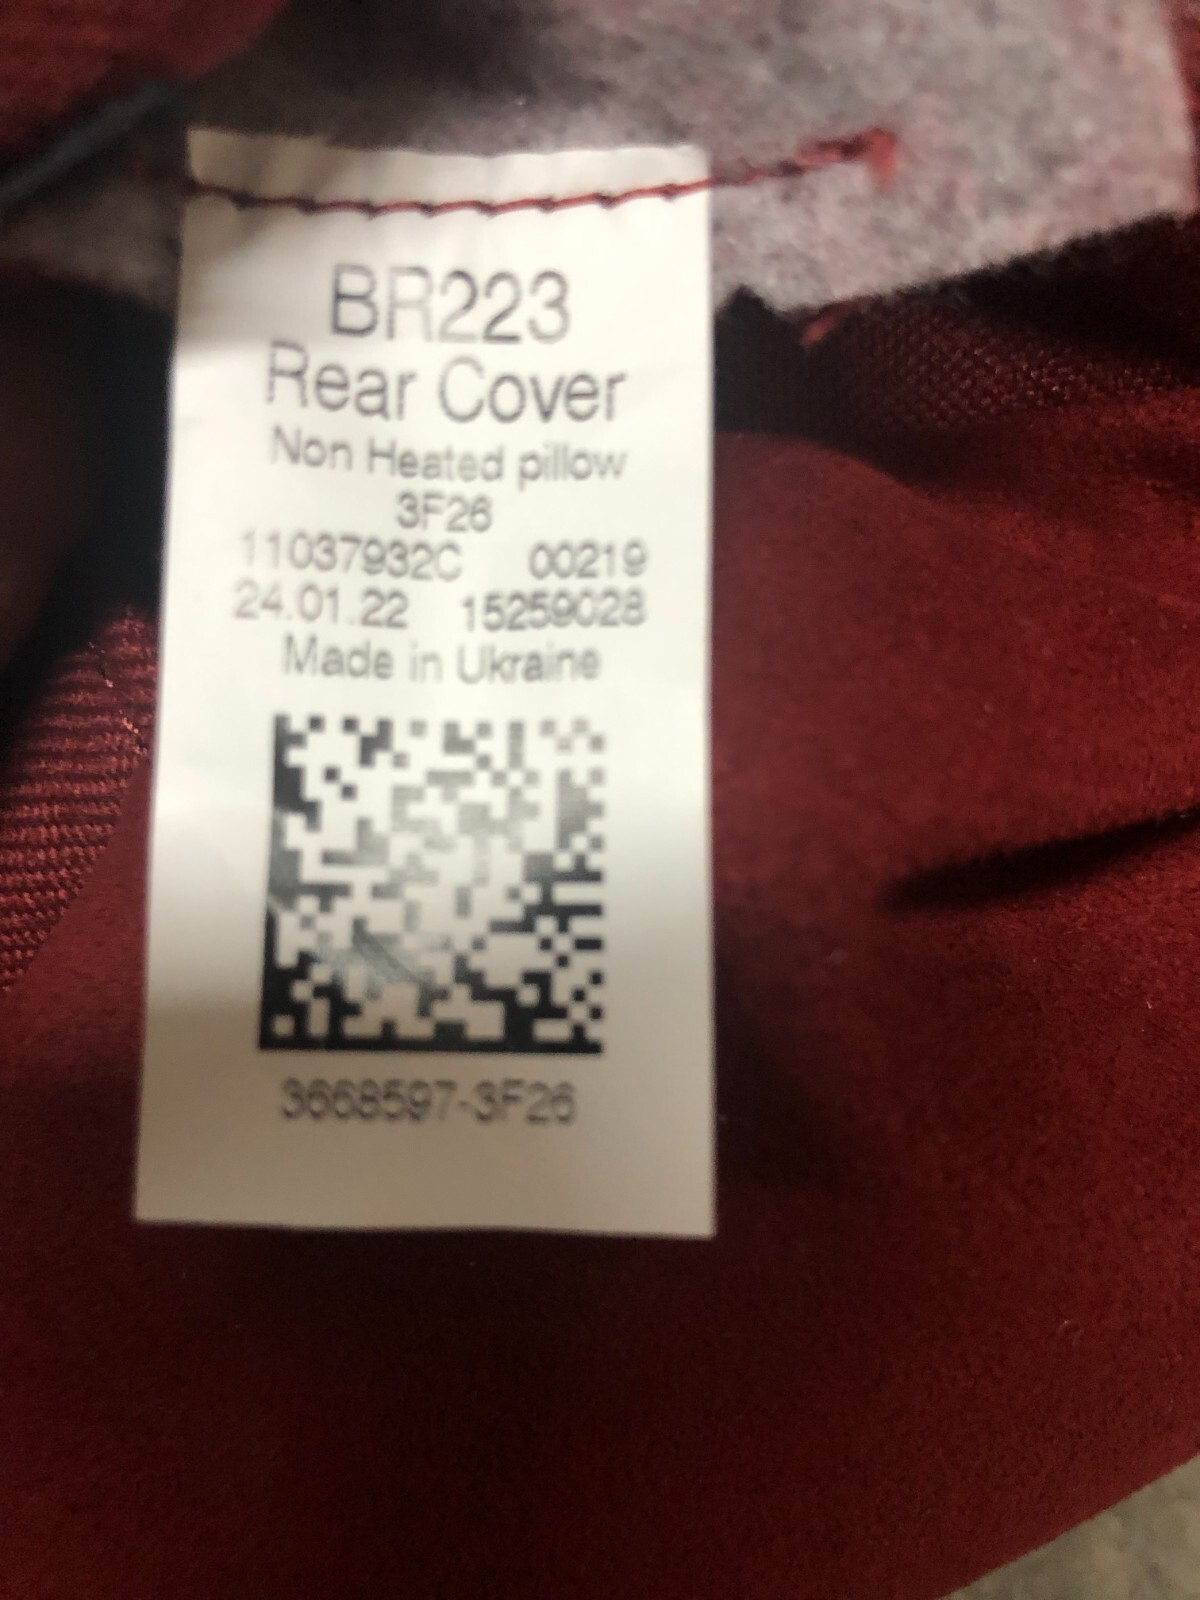 BR223
Rear Cover
Non Heated pillow
3F26
11037932C 00219
24.01.22 15259028
Made in Ukraine
3668597-3F26